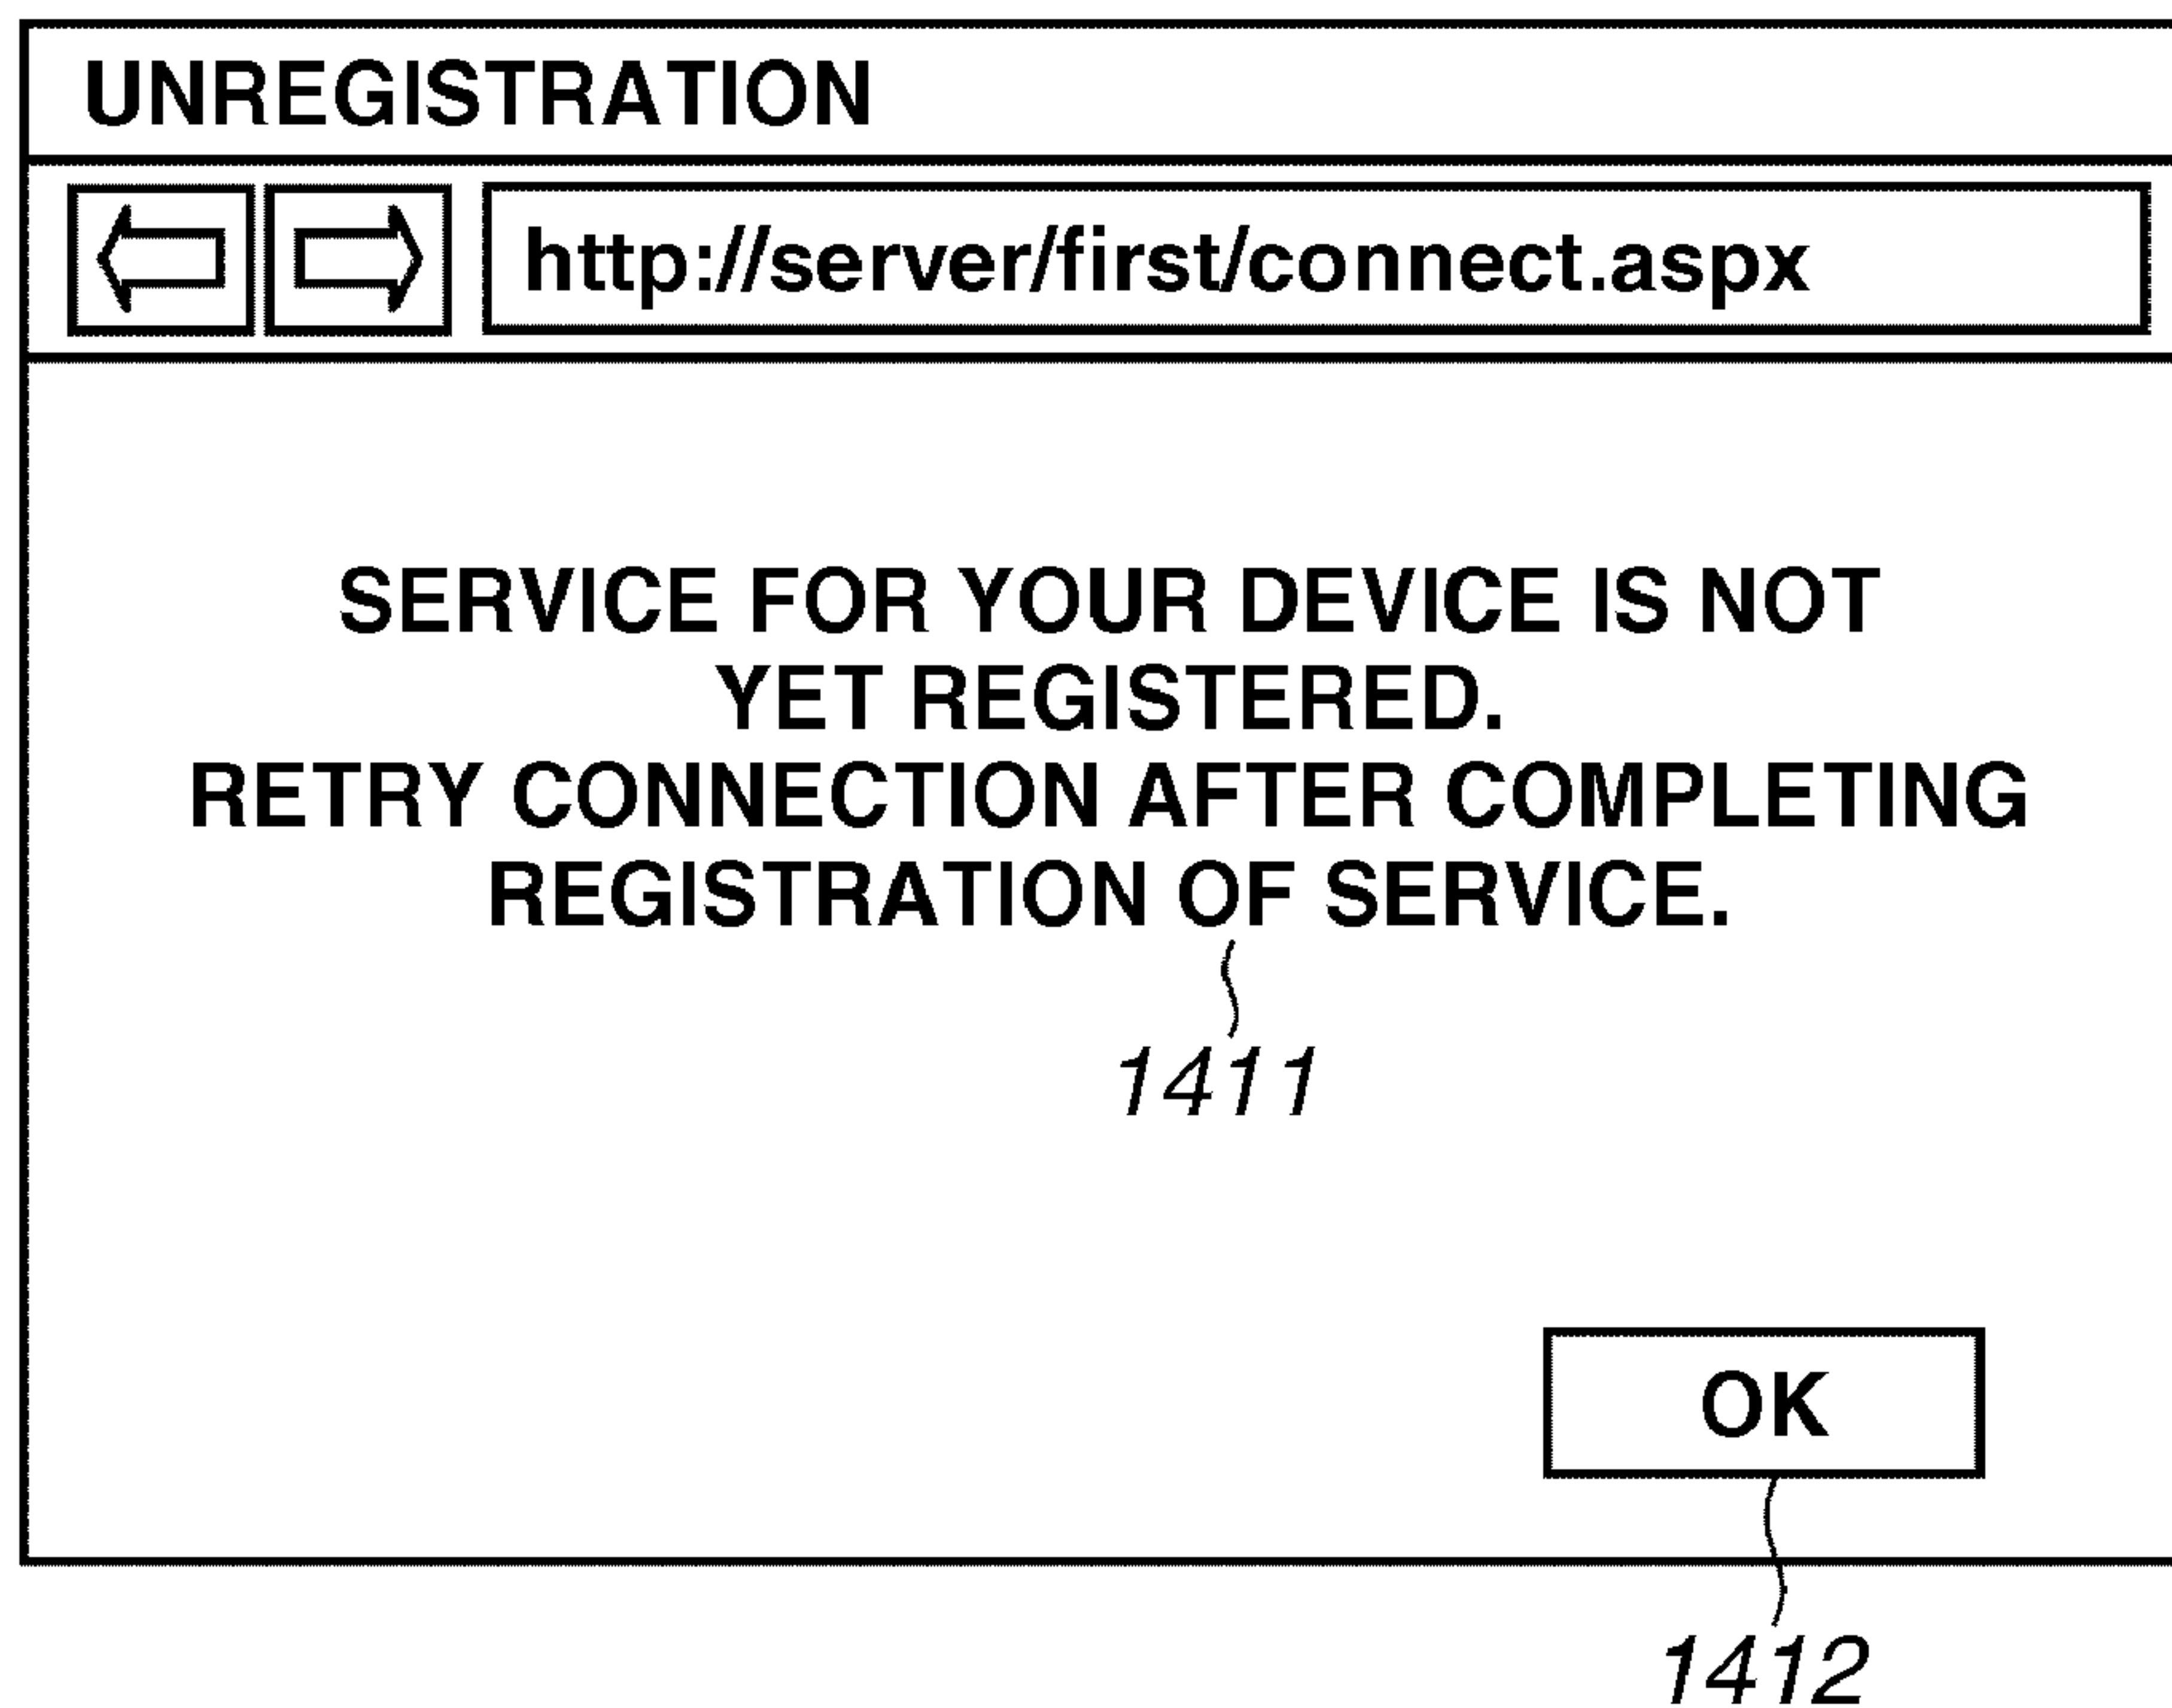 UNREGISTRATION
http://server/first/connect.aspx
SERVICE FOR YOUR DEVICE IS NOT
YET REGISTERED.
RETRY CONNECTION AFTER COMPLETING
REGISTRATION OF SERVICE.
1411
OK
1412